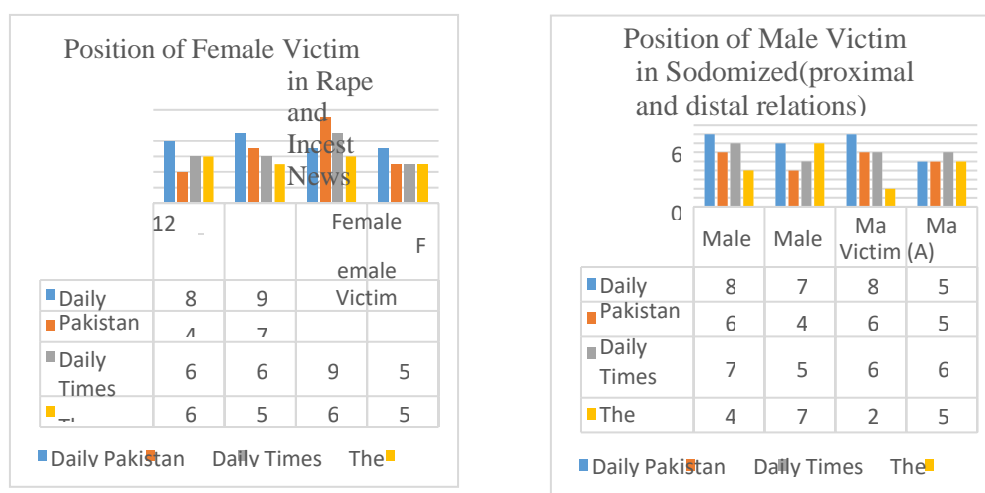 Position of Female Victim
in Rape
and
Incest
News
12
Female
F
emale
Victim
Daily 8 9
Pakistan 4 7
Daily
Times 6 6 9 5
6 5 6 5
Daily Pakistan Daily Times The
Position of Male Victim
in Sodomized(proximal
and distal relations)
6
0
Male Male Ma Ma
Victim (A)
Daily 8 7 8 5
Pakistan 6 4 6 5
Daily
Times 7 5 6 6
The 4 7 2 5
Daily Pakistan Daily Times The